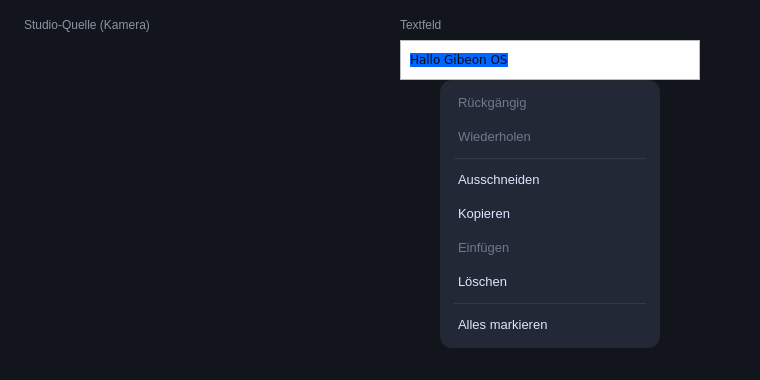 Studio-Quelle (Kamera)
Textfeld
Hallo Gibeon OS
Rückgängig
Wiederholen
Ausschneiden
Kopieren
Einfügen
Löschen
Alles markieren